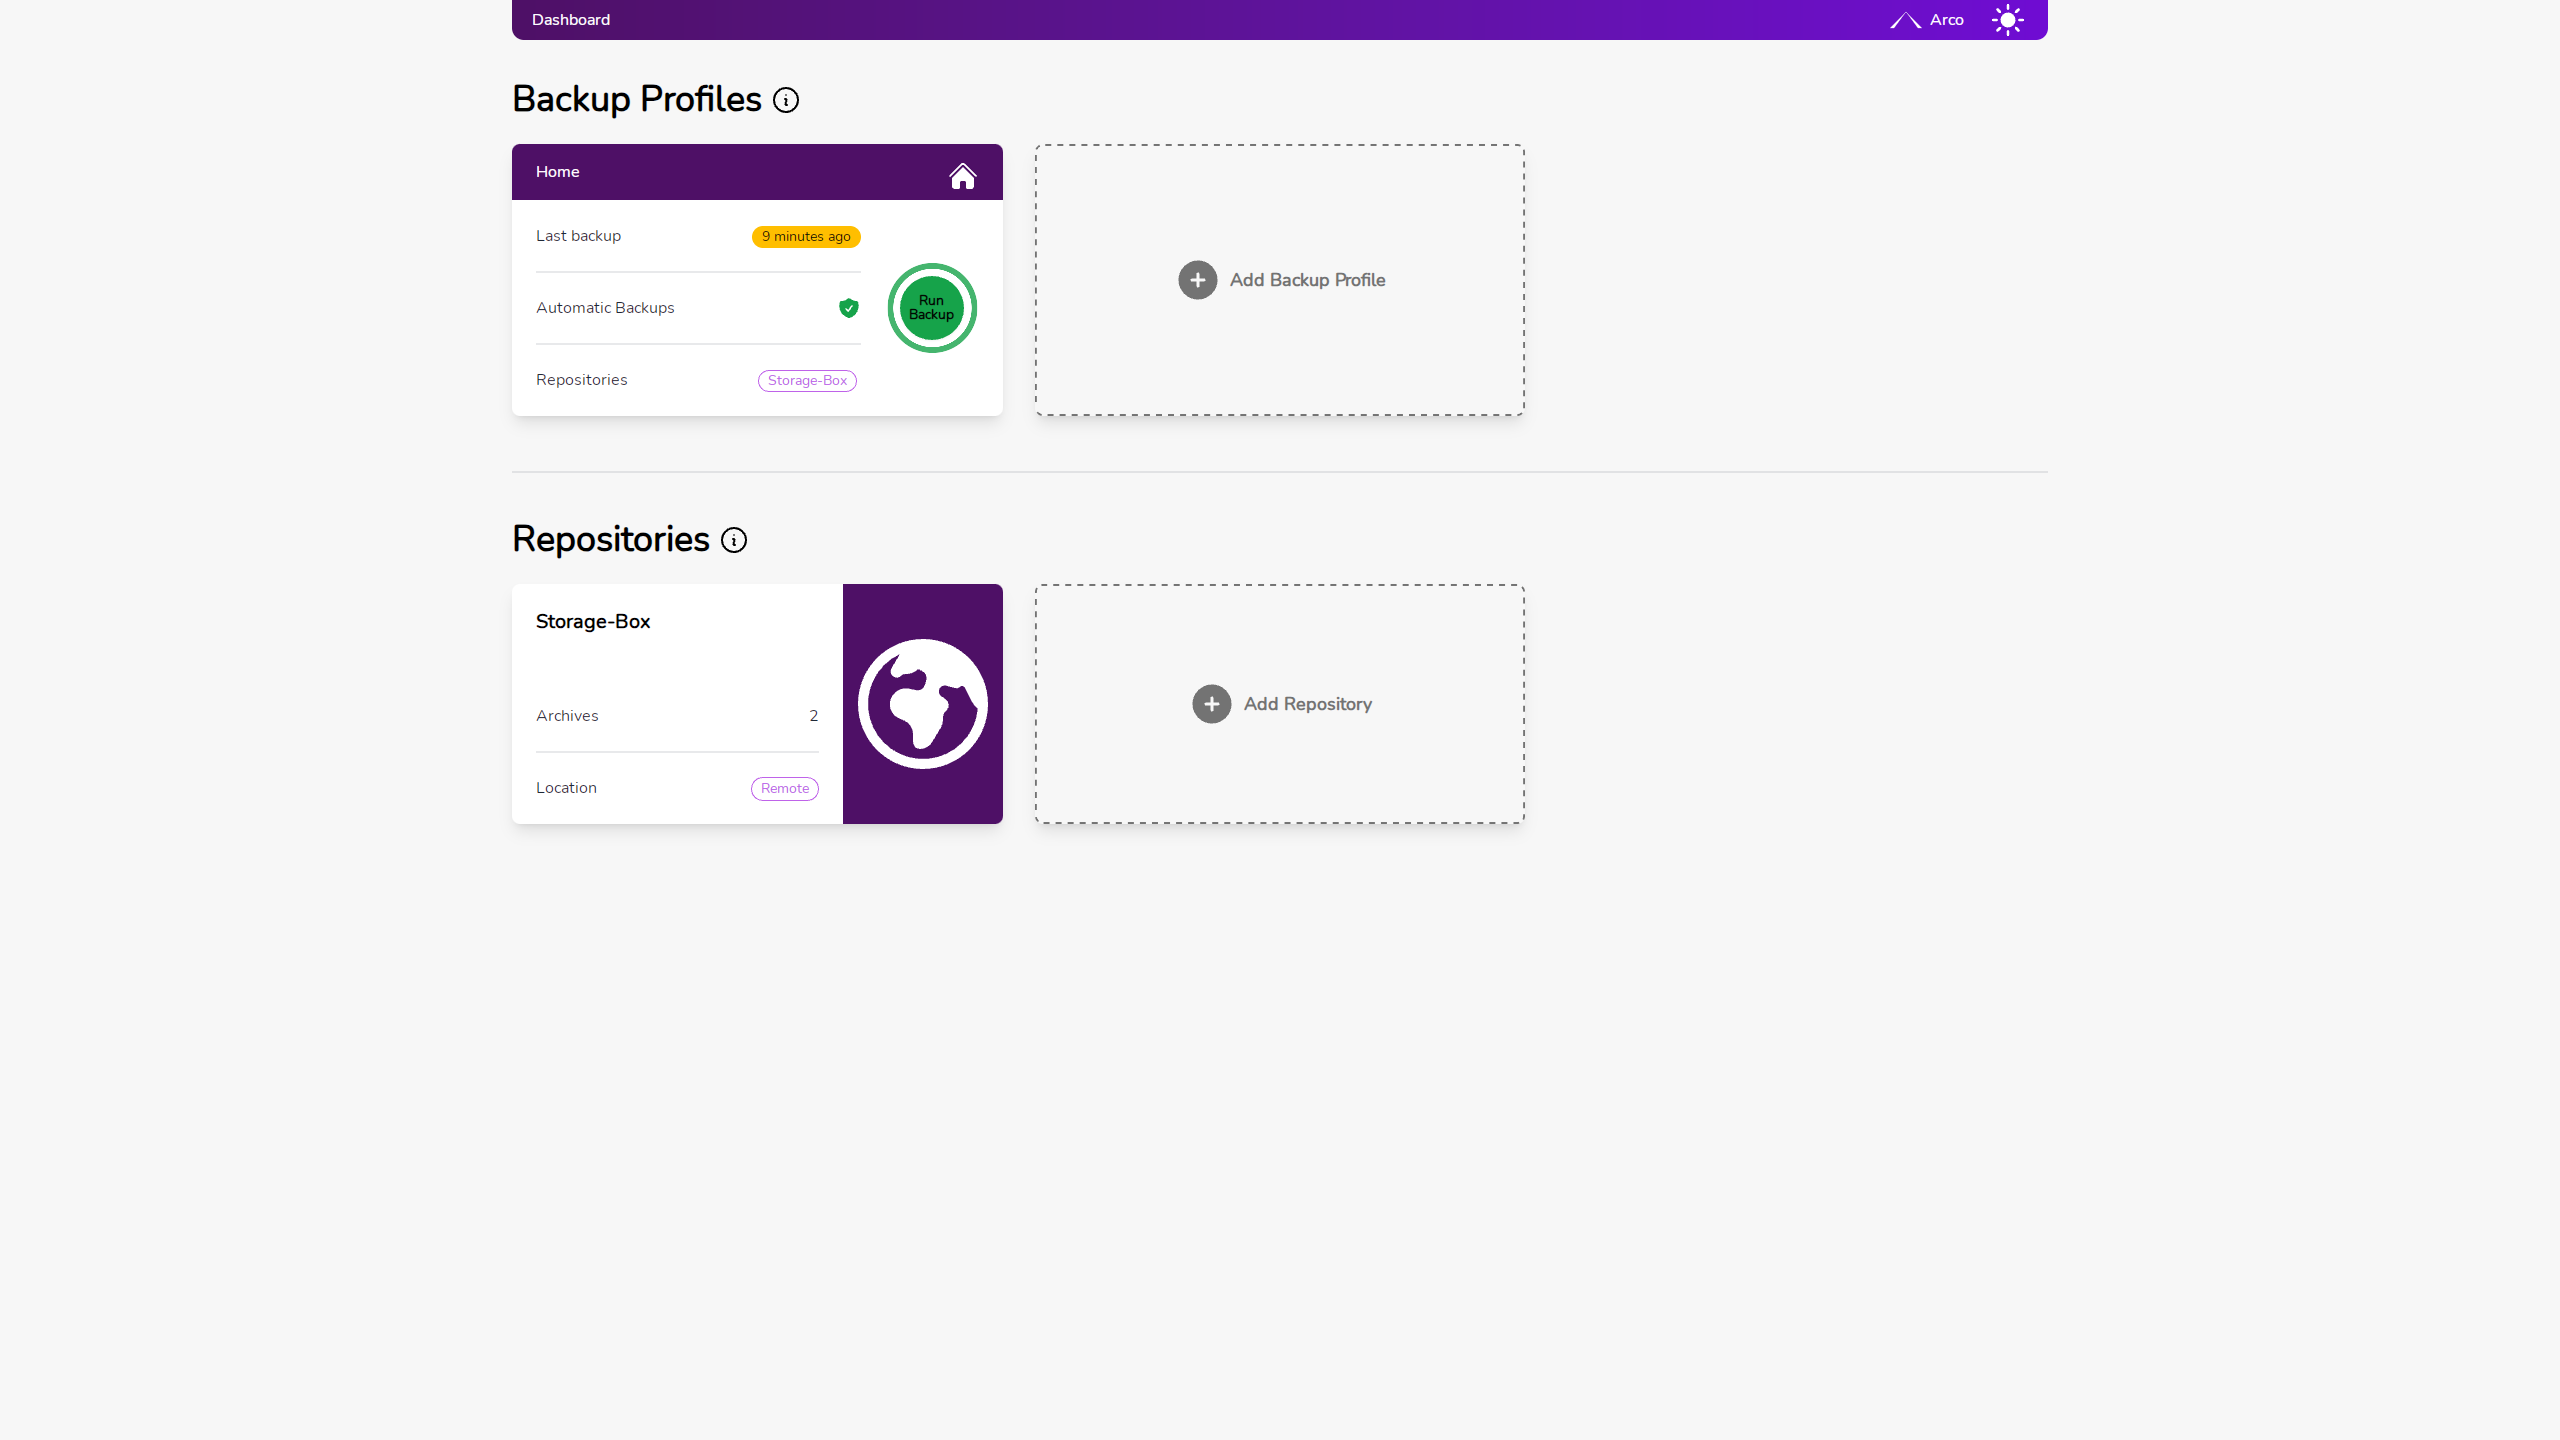 Dashboard
Arco
Backup Profiles
Home
Last backup
9 minutes ago
Automatic Backups
Run
Backup
Repositories
Storage-Box
Add Backup Profile
Repositories
Storage-Box
Archives
2
Location
Remote
Add Repository